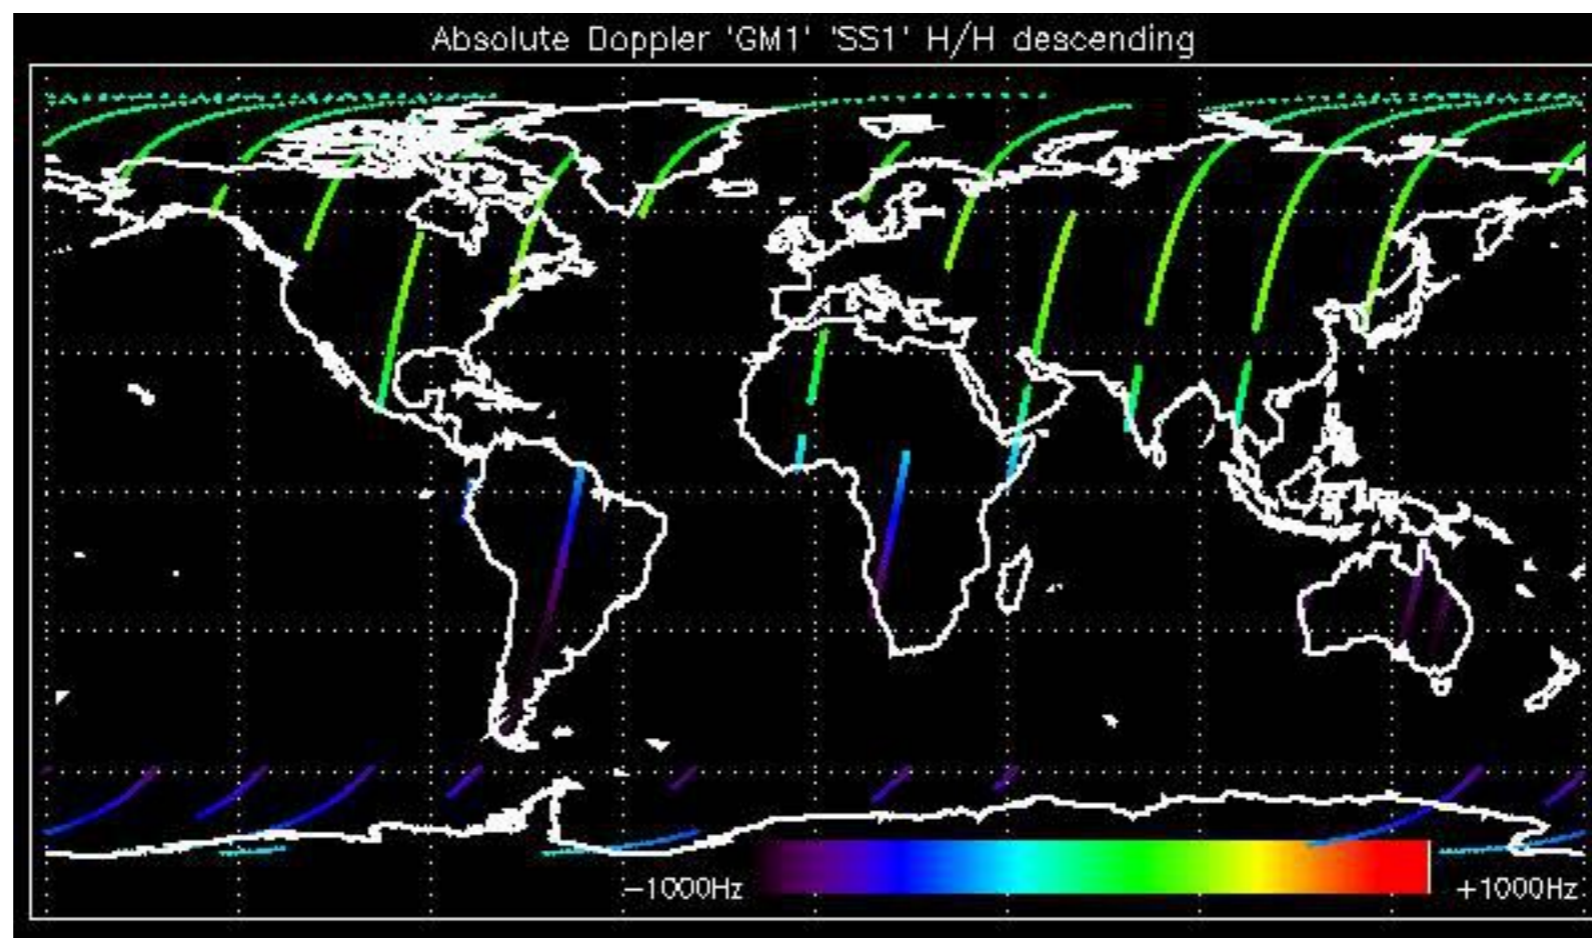 Absolute Doppler 'GM1' 'SS1' H/H descending
−1000Hz
+1000Hz